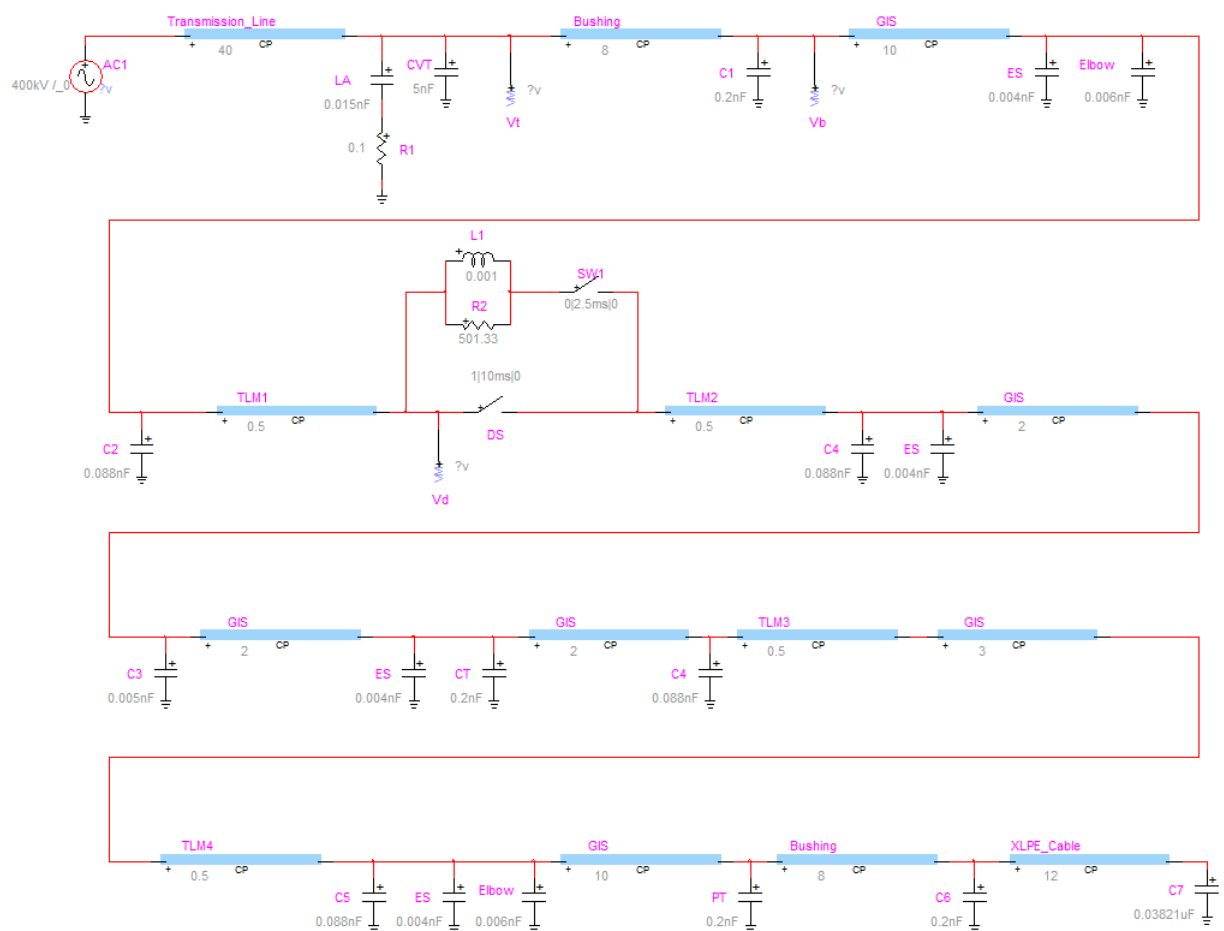 Transmission_Line
+ 40 CP
Bushing
+ 8 CP
GIS
+ 10 CP
AC1
400kV /_0
?v
LA
0.015nF
CVT
5nF
?v
Vt
C1
0.2nF
?v
Vb
ES
0.004nF
Elbow
0.006nF
0.1
R1
L1
0.001
R2
501.33
SW1
0|2.5ms|0
1|10ms|0
DS
TLM1
+ 0.5 CP
C2
0.088nF
?v
Vd
TLM2
+ 0.5 CP
C4
0.088nF
ES
0.004nF
GIS
+ 2 CP
GIS
+ 2 CP
C3
0.005nF
ES
0.004nF
CT
0.2nF
GIS
+ 2 CP
C4
0.088nF
TLM3
+ 0.5 CP
GIS
+ 3 CP
TLM4
+ 0.5 CP
C5
0.088nF
ES
0.004nF
Elbow
0.006nF
GIS
+ 10 CP
PT
0.2nF
Bushing
+ 8 CP
C6
0.2nF
XLPE_Cable
+ 12 CP
C7
0.03821uF